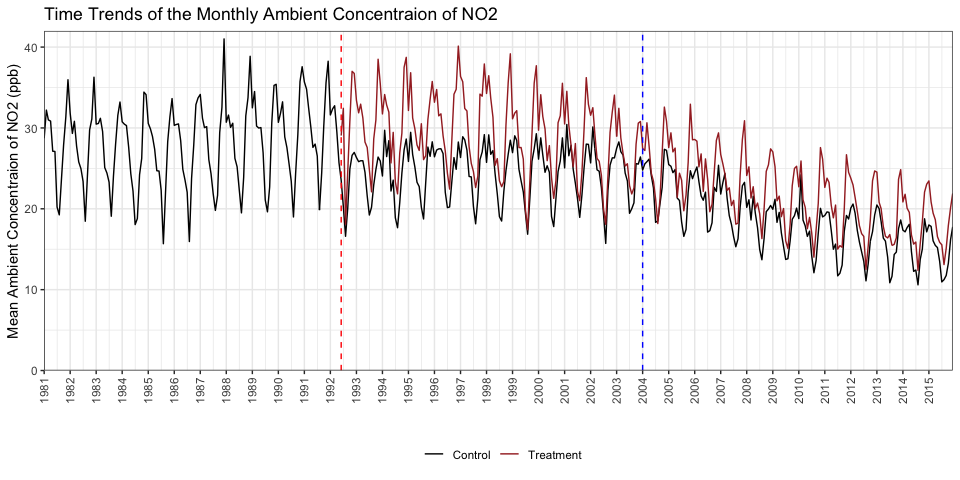 Time Trends of the Monthly Ambient Concentraion of NO2
Mean Ambient Concentraion of NO2 (ppb)
40
30
20
10
0
1981 1982 1983 1984 1985 1986 1987 1988 1989 1990 1991 1992 1993 1994 1995 1996 1997 1998 1999 2000 2001 2002 2003 2004 2005 2006 2007 2008 2009 2010 2011 2012 2013 2014 2015
Control Treatment